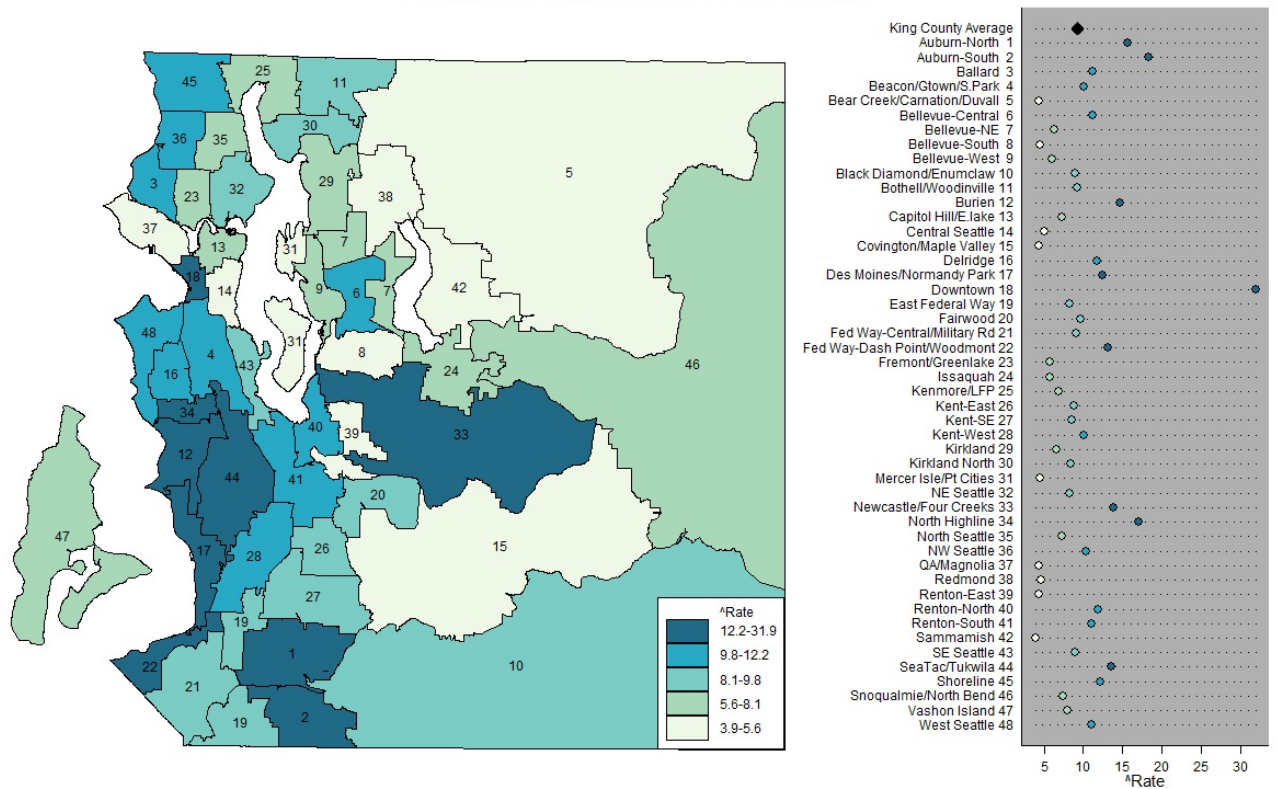 45
25
11
36
35
30
5
3
23
32
29
38
37
13
31
7
18
14
9
6
7
42
48
4
43
31
8
46
16
24
34
40
39
33
12
44
41
20
47
17
28
26
15
27
19
1
10
22
21
19
2
^Rate
12.2-31.9
9.8-12.2
8.1-9.8
5.6-8.1
3.9-5.6
King County Average
Auburn-North 1
Auburn-South 2
Ballard 3
Beacon/Gtown/S.Park 4
Bear Creek/Carnation/Duvall 5
Bellevue-Central 6
Bellevue-NE 7
Bellevue-South 8
Bellevue-West 9
Black Diamond/Enumclaw 10
Bothell/Woodinville 11
Burien 12
Capitol Hill/E.lake 13
Central Seattle 14
Covington/Maple Valley 15
Delridge 16
Des Moines/Normandy Park 17
Downtown 18
East Federal Way 19
Fairwood 20
Fed Way-Central/Military Rd 21
Fed Way-Dash Point/Woodmont 22
Fremont/Greenlake 23
Issaquah 24
Kenmore/LFP 25
Kent-East 26
Kent-SE 27
Kent-West 28
Kirkland 29
Kirkland North 30
Mercer Isle/Pt Cities 31
NE Seattle 32
Newcastle/Four Creeks 33
North Highline 34
North Seattle 35
NW Seattle 36
QA/Magnolia 37
Redmond 38
Renton-East 39
Renton-North 40
Renton-South 41
Sammamish 42
SE Seattle 43
SeaTac/Tukwila 44
Shoreline 45
Snoqualmie/North Bend 46
Vashon Island 47
West Seattle 48
5 10 15 20 25 30
^Rate